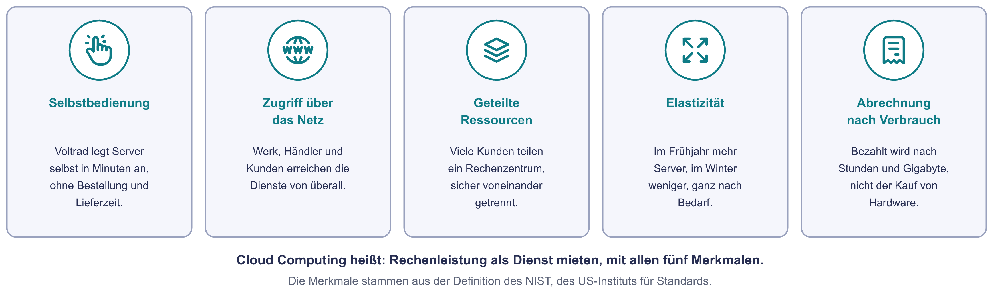 www
Selbstbedienung
Voltrad legt Server
selbst in Minuten an,
ohne Bestellung und
Lieferzeit.
Zugriff über
das Netz
Werk, Händler und
Kunden erreichen die
Dienste von überall.
Geteilte
Ressourcen
Viele Kunden teilen
ein Rechenzentrum,
sicher voneinander
getrennt.
Elastizität
Im Frühjahr mehr
Server, im Winter
weniger, ganz nach
Bedarf.
Abrechnung
nach Verbrauch
Bezahlt wird nach
Stunden und Gigabyte,
nicht der Kauf von
Hardware.
Cloud Computing heißt: Rechenleistung als Dienst mieten, mit allen fünf Merkmalen.
Die Merkmale stammen aus der Definition des NIST, des US-Instituts für Standards.